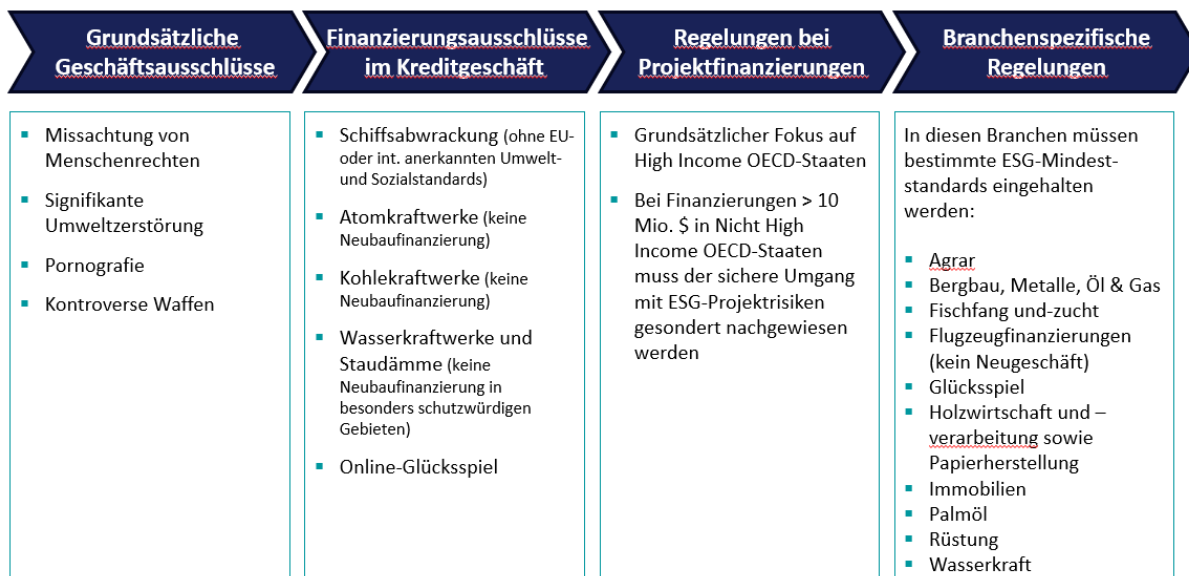 Grundsätzliche
Geschäftsausschlüsse
Missachtung von
Menschenrechten
Signifikante
Umweltzerstörung
Pornografie
Kontroverse Waffen
Finanzierungsausschlüsse
im Kreditgeschäft
Schiffsabwrackung (ohne EU-
oder int. anerkannten Umwelt-
und Sozialstandards)
Atomkraftwerke (keine
Neubaufinanzierung)
Kohlekraftwerke (keine
Neubaufinanzierung)
Wasserkraftwerke und
Staudämme (keine
Neubaufinanzierung in
besonders schutzwürdigen
Gebieten)
Online-Glücksspiel
Regelungen bei
Projektfinanzierungen
Grundsätzlicher Fokus auf
High Income OECD-Staaten
Bei Finanzierungen > 10
Mio. $ in Nicht High
Income OECD-Staaten
muss der sichere Umgang
mit ESG-Projektrisiken
gesondert nachgewiesen
werden
Branchenspezifische
Regelungen
In diesen Branchen müssen
bestimmte ESG-Mindest-
standards eingehalten
werden:
Agrar
Bergbau, Metalle, Öl & Gas
Fischfang und-zucht
Flugzeugfinanzierungen
(kein Neugeschäft)
Glücksspiel
Holzwirtschaft und –
verarbeitung sowie
Papierherstellung
Immobilien
Palmöl
Rüstung
Wasserkraft